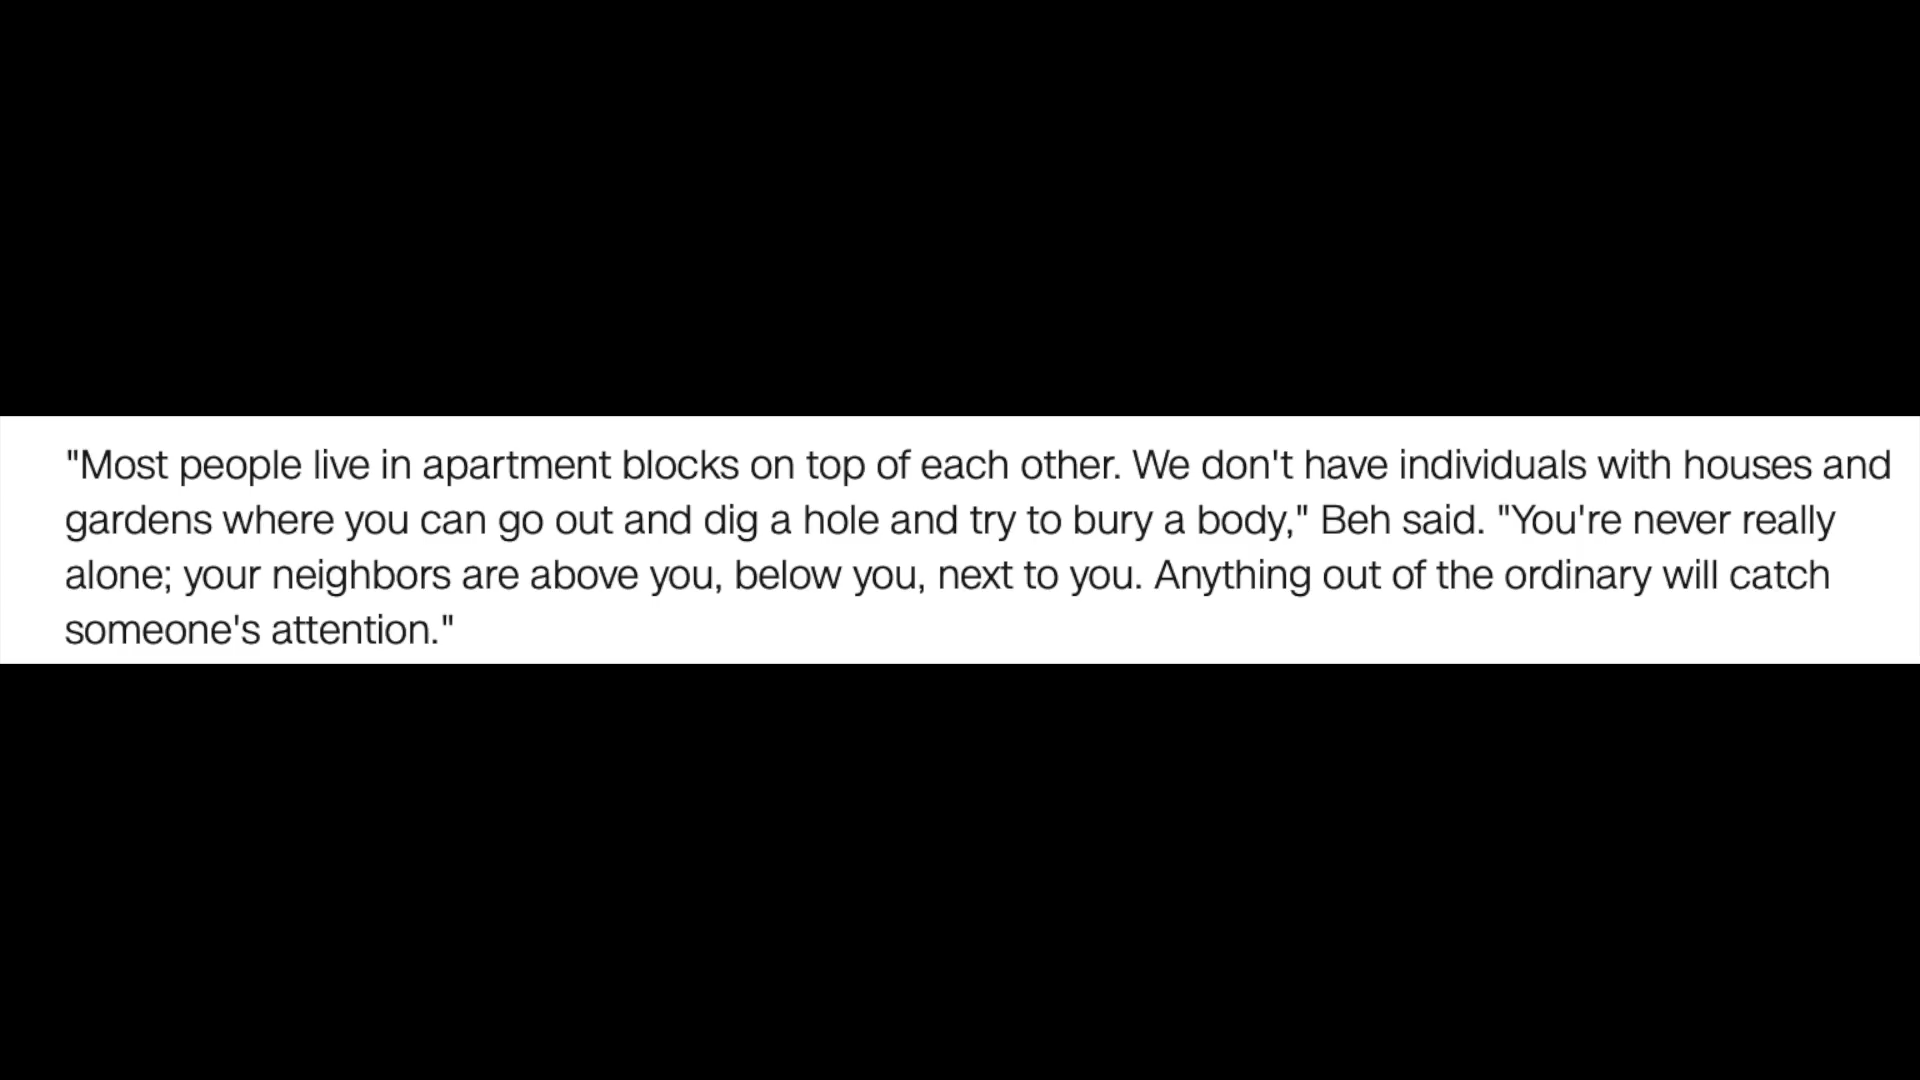 "Most people live in apartment blocks on top of each other. We don't have individuals with houses and
gardens where you can go out and dig a hole and try to bury a body," Beh said. "You're never really
alone; your neighbors are above you, below you, next to you. Anything out of the ordinary will catch
someone's attention."